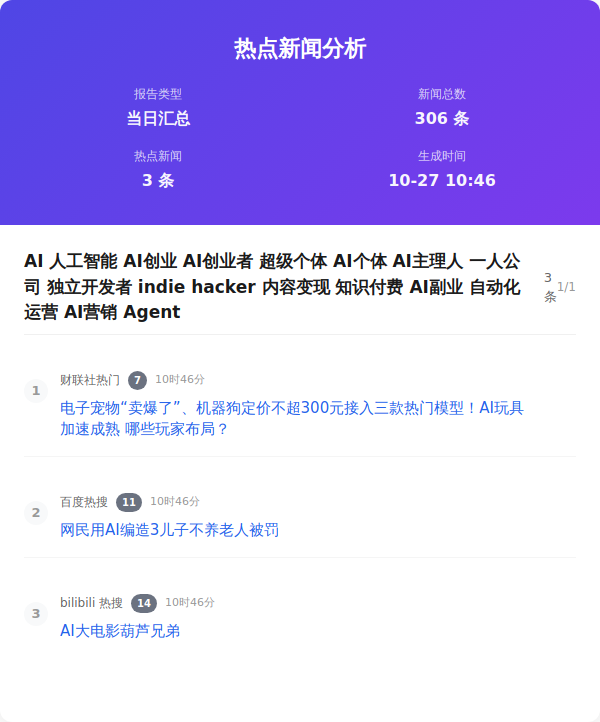 热点新闻分析
报告类型
新闻总数
当日汇总
306 条
热点新闻
生成时间
3 条
10-27 10:46
AI 人工智能 AI创业 AI创业者 超级个体 AI个体 AI主理人 一人公
司 独立开发者 indie hacker 内容变现 知识付费 AI副业 自动化
运营 AI营销 Agent
3
条
1/1
1
财联社热门 7 10时46分
电子宠物“卖爆了”、机器狗定价不超300元接入三款热门模型！AI玩具
加速成熟 哪些玩家布局？
2
百度热搜 11 10时46分
网民用AI编造3儿子不养老人被罚
3
bilibili 热搜 14 10时46分
AI大电影葫芦兄弟